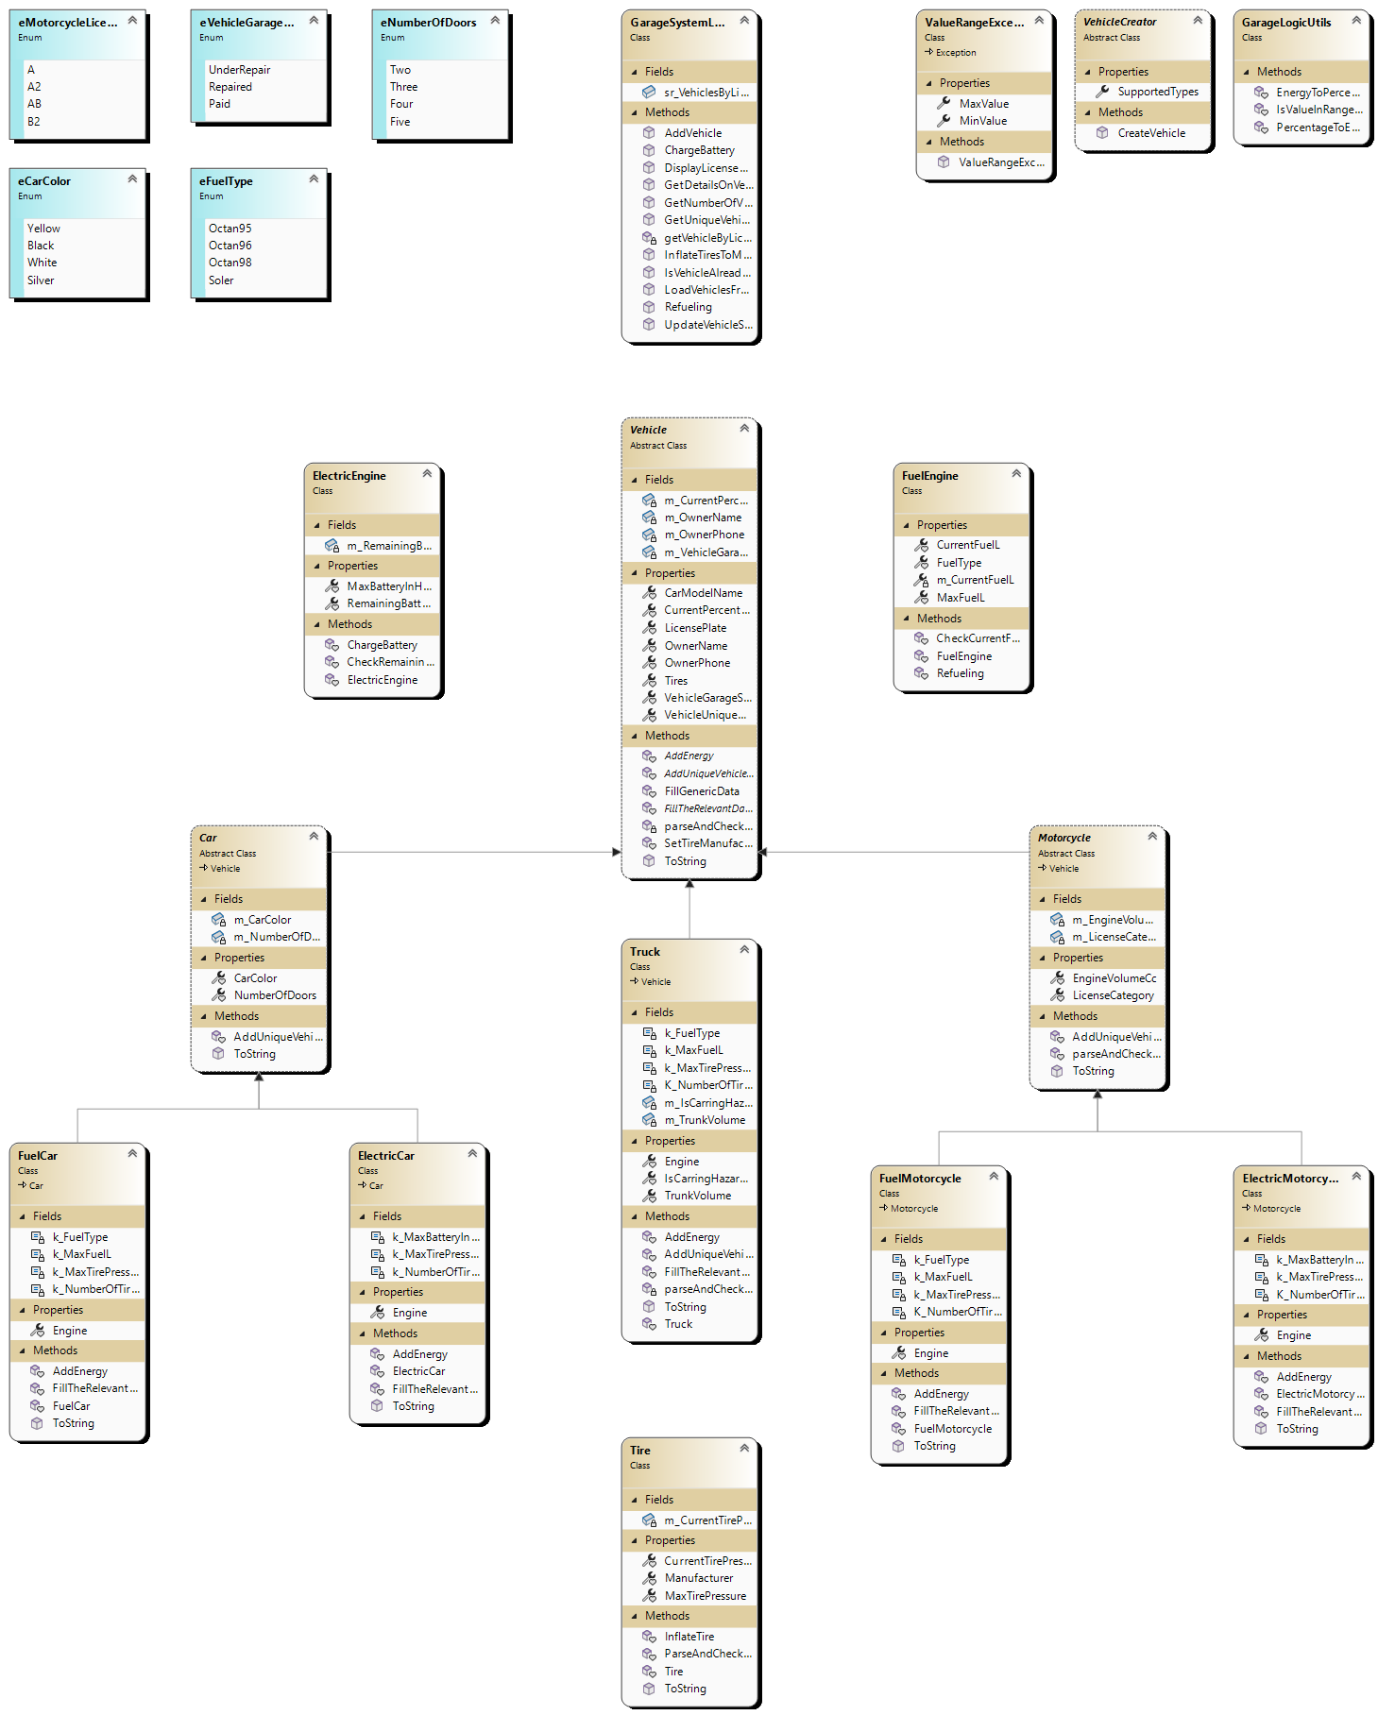 eMotorcycleLice...
Enum
A
A2
AB
B2
eVehicleGarage...
Enum
UnderRepair
Repaired
Paid
eNumberOfDoors
Enum
Two
Three
Four
Five
eCarColor
Enum
Yellow
Black
White
Silver
eFuelType
Enum
Octan95
Octan96
Octan98
Soler
GarageSystemL...
Class
Fields
sr_VehiclesByLi...
Methods
AddVehicle
ChargeBattery
DisplayLicense...
GetDetailsOnVe...
GetNumberOfV...
GetUniqueVehi...
getVehicleByLic...
InflateTiresToM...
IsVehicleAlread...
LoadVehiclesFr...
Refueling
UpdateVehicleS...
ValueRangeExce...
Class
Exception
Properties
MaxValue
MinValue
Methods
ValueRangeExc...
VehicleCreator
Abstract Class
Properties
SupportedTypes
Methods
CreateVehicle
GarageLogicUtils
Class
Methods
EnergyToPerce...
IsValueInRange...
PercentageToE...
ElectricEngine
Class
Fields
m_RemainingB...
Properties
MaxBatteryInH...
RemainingBatt...
Methods
ChargeBattery
CheckRemainin...
ElectricEngine
Vehicle
Abstract Class
Fields
m_CurrentPerc...
m_OwnerName
m_OwnerPhone
m_VehicleGara...
Properties
CarModelName
CurrentPercent...
LicensePlate
OwnerName
OwnerPhone
Tires
VehicleGarageS...
VehicleUnique...
Methods
AddEnergy
AddUniqueVehicle...
FillGenericData
FillTheRelevantDa...
parseAndCheck...
SetTireManufac...
ToString
FuelEngine
Class
Properties
CurrentFuelL
FuelType
m_CurrentFuelL
MaxFuelL
Methods
CheckCurrentF...
FuelEngine
Refueling
Car
Abstract Class
Vehicle
Fields
m_CarColor
m_NumberOfD...
Properties
CarColor
NumberOfDoors
Methods
AddUniqueVehi...
ToString
Truck
Class
Vehicle
Fields
k_FuelType
k_MaxFuelL
k_MaxTirePress...
K_NumberOfTir...
m_IsCarringHaz...
m_TrunkVolume
Properties
Engine
IsCarringHazar...
TrunkVolume
Methods
AddEnergy
AddUniqueVehi...
FillTheRelevant...
parseAndCheck...
ToString
Truck
Motorcycle
Abstract Class
Vehicle
Fields
m_EngineVolu...
m_LicenseCate...
Properties
EngineVolumeCc
LicenseCategory
Methods
AddUniqueVehi...
parseAndCheck...
ToString
FuelCar
Class
Car
Fields
k_FuelType
k_MaxFuelL
k_MaxTirePress...
k_NumberOfTir...
Properties
Engine
Methods
AddEnergy
FillTheRelevant...
FuelCar
ToString
ElectricCar
Class
Car
Fields
k_MaxBatteryIn...
k_MaxTirePress...
k_NumberOfTir...
Properties
Engine
Methods
AddEnergy
ElectricCar
FillTheRelevant...
ToString
FuelMotorcycle
Class
Motorcycle
Fields
k_FuelType
k_MaxFuelL
k_MaxTirePress...
K_NumberOfTir...
Properties
Engine
Methods
AddEnergy
FillTheRelevant...
FuelMotorcycle
ToString
ElectricMotorcy...
Class
Motorcycle
Fields
k_MaxBatteryIn...
k_MaxTirePress...
K_NumberOfTir...
Properties
Engine
Methods
AddEnergy
ElectricMotorcy...
FillTheRelevant...
ToString
Tire
Class
Fields
m_CurrentTireP...
Properties
CurrentTirePres...
Manufacturer
MaxTirePressure
Methods
InflateTire
ParseAndCheck...
Tire
ToString